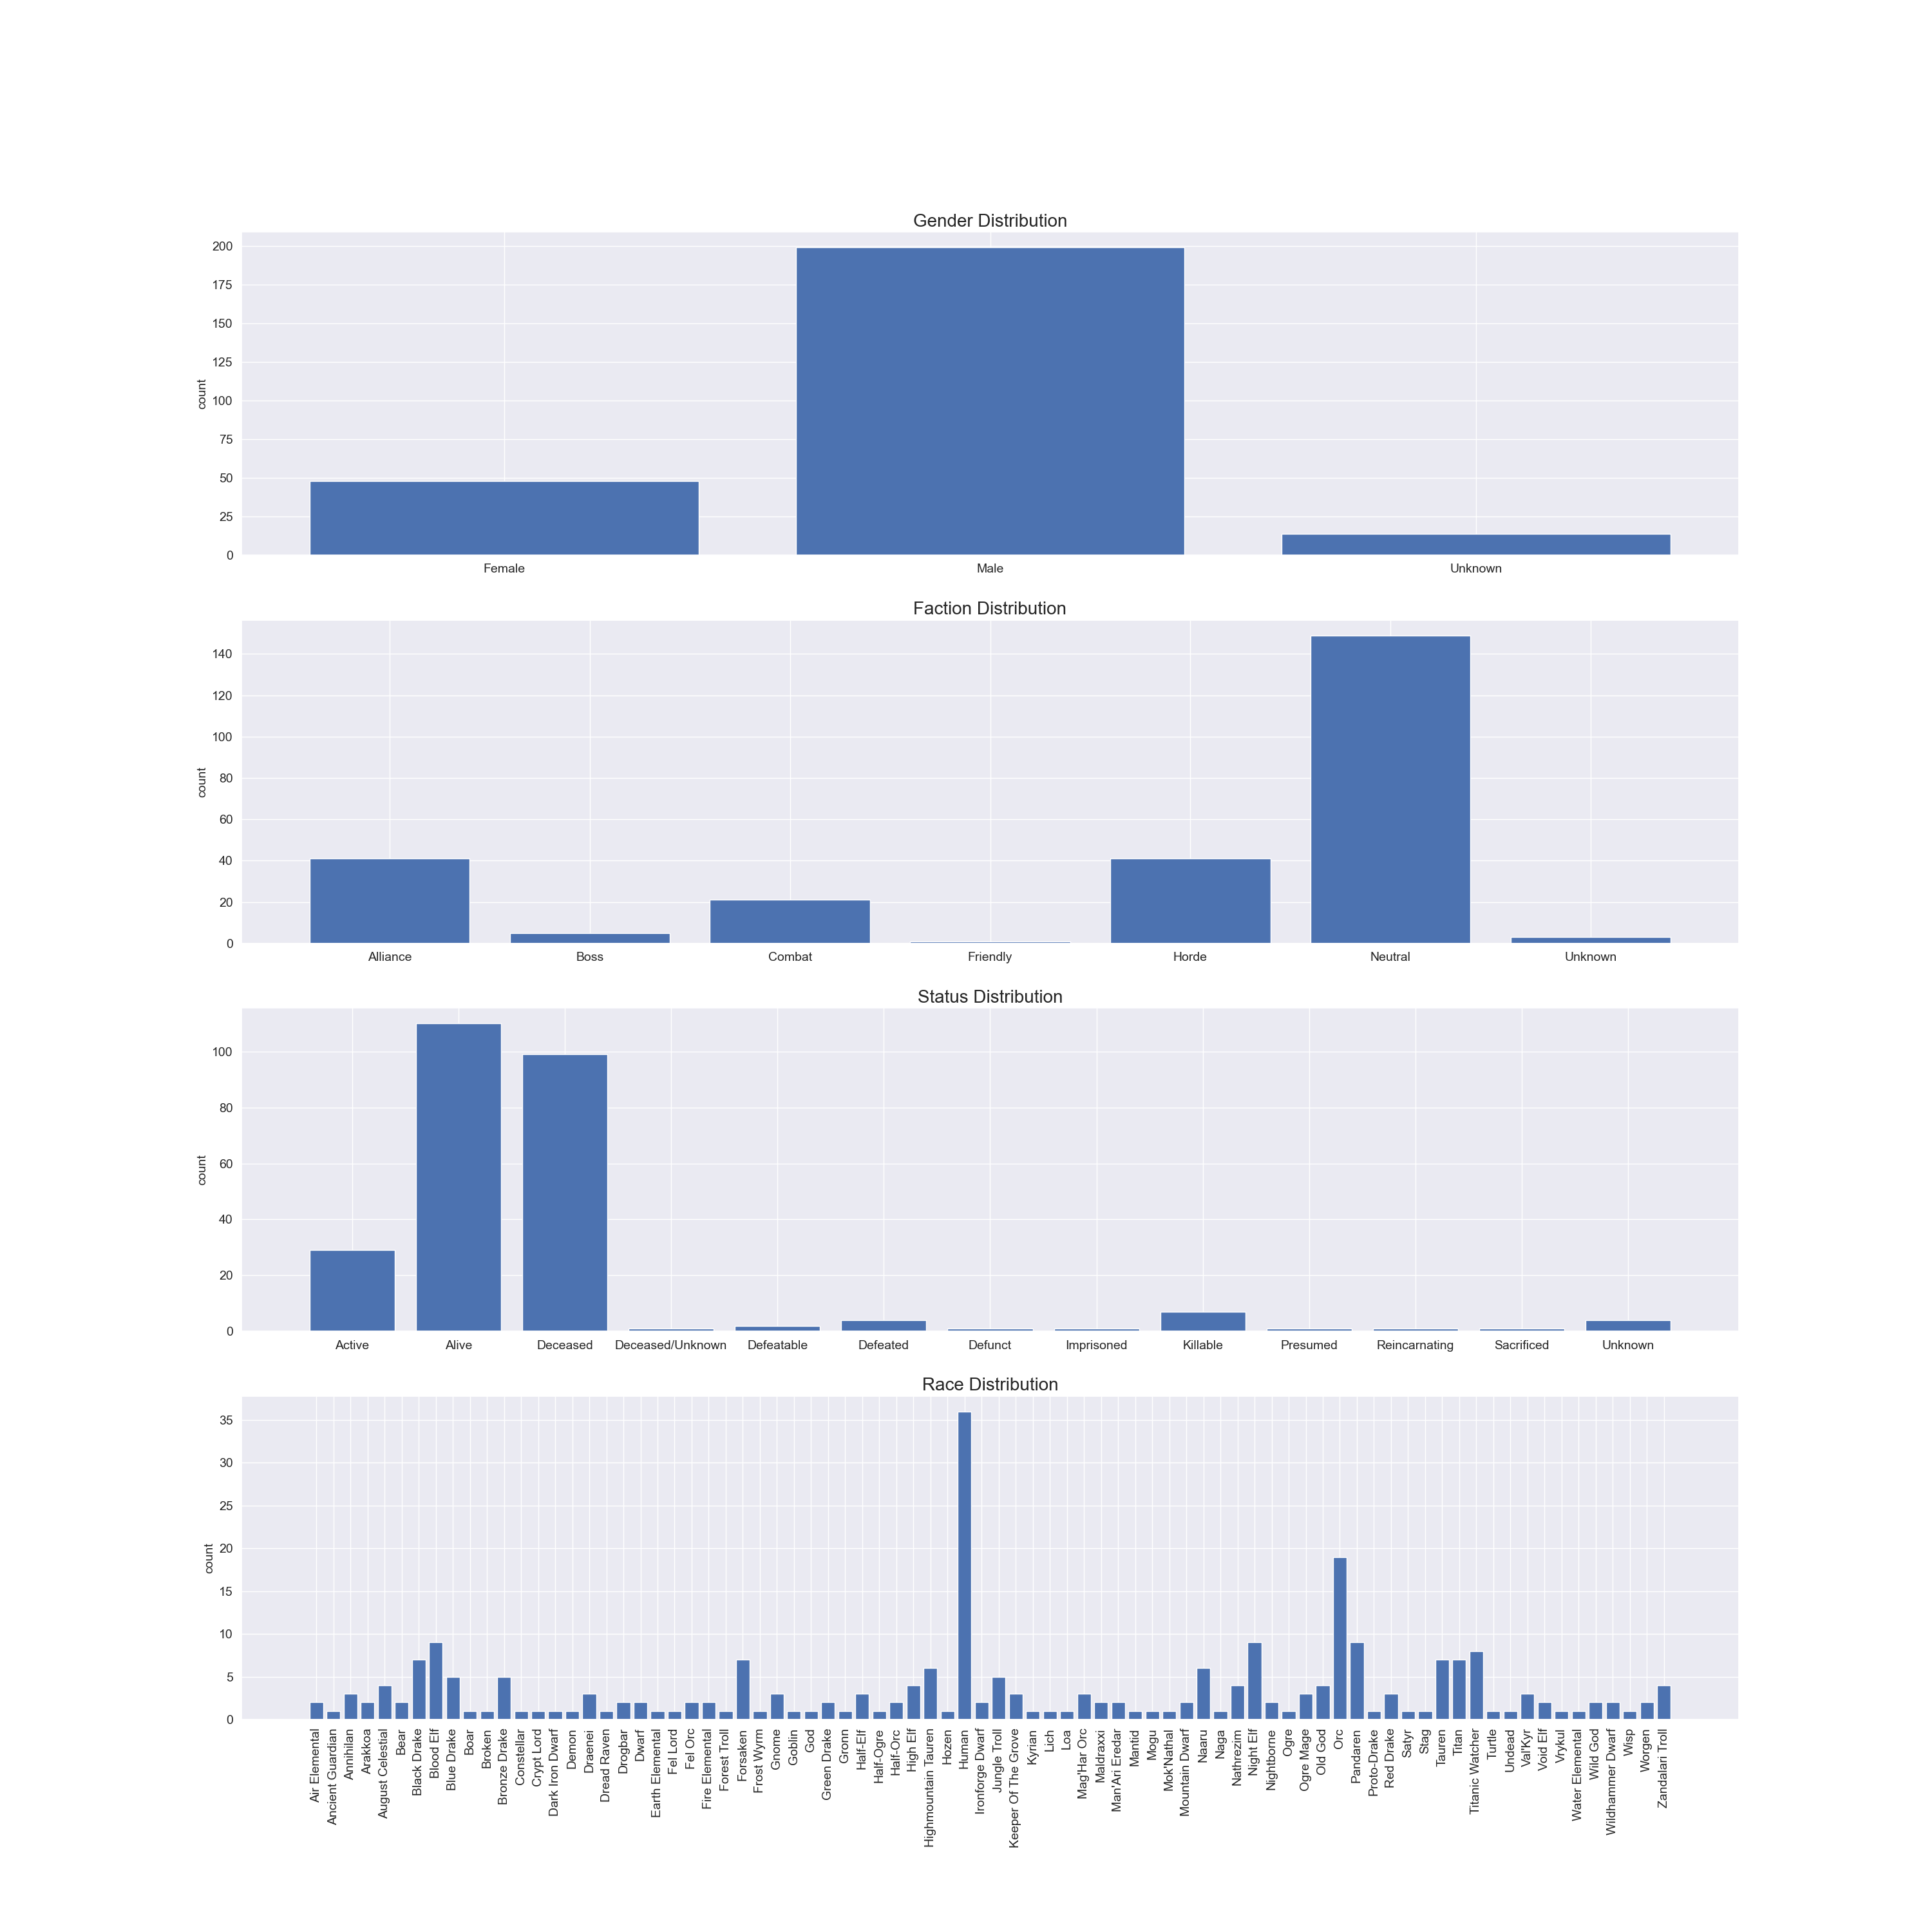 Gender Distribution
200
175
150
125
100
75
50
25
0
count
Female Male Unknown
Faction Distribution
140
120
100
80
60
40
20
0
count
Alliance Boss Combat Friendly Horde Neutral Unknown
Status Distribution
100
80
60
40
20
0
count
Active Alive Deceased Deceased/Unknown Defeatable Defeated Defunct Imprisoned Killable Presumed Reincarnating Sacrificed Unknown
Race Distribution
35
30
25
20
15
10
5
0
count
Air Elemental
Ancient Guardian
Annihilan
Arakkoa
August Celestial
Bear
Black Drake
Blood Elf
Blue Drake
Boar
Broken
Bronze Drake
Constellar
Crypt Lord
Dark Iron Dwarf
Demon
Draenei
Dread Raven
Drogbar
Dwarf
Earth Elemental
Fel Lord
Fel Orc
Fire Elemental
Forest Troll
Forsaken
Frost Wyrm
Gnome
Goblin
God
Green Drake
Gronn
Half-Elf
Half-Ogre
Half-Orc
High Elf
Highmountain Tauren
Hozen
Human
Ironforge Dwarf
Jungle Troll
Keeper Of The Grove
Kyrian
Lich
Loa
Mag'Har Orc
Maldraxxi
Man'Ari Eredar
Mantid
Mogu
Mok'Nathal
Mountain Dwarf
Naaru
Naga
Nathrezim
Night Elf
Nightborne
Ogre
Ogre Mage
Old God
Orc
Pandaren
Proto-Drake
Red Drake
Satyr
Stag
Tauren
Titan
Titanic Watcher
Turtle
Undead
Val'Kyr
Void Elf
Vrykul
Water Elemental
Wild God
Wildhammer Dwarf
Wisp
Worgen
Zandalari Troll